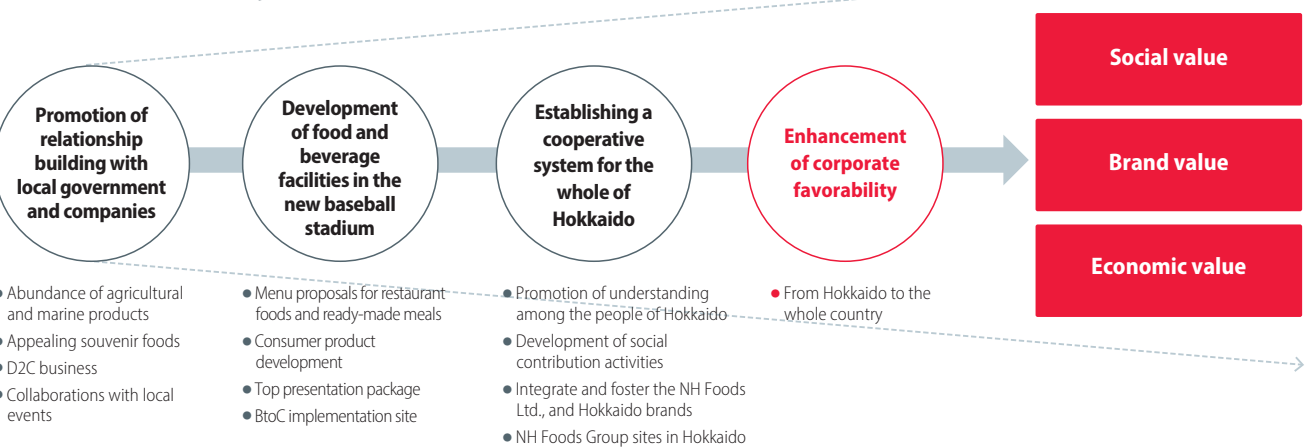 Promotion of
relationship
building with
local government
and companies
Development
of food and
beverage
facilities in the
new baseball
stadium
Establishing a
cooperative
system for the
whole of
Hokkaido
Enhancement
of corporate
favorability
Social value
Brand value
Economic value
• Abundance of agricultural
and marine products
• Appealing souvenir foods
• D2C business
• Collaborations with local
events
• Menu proposals for restaurant
foods and ready-made meals
• Consumer product
development
• Top presentation package
• BtoC implementation site
• Promotion of understanding
among the people of Hokkaido
• Development of social
contribution activities
• Integrate and foster the NH Foods
Ltd., and Hokkaido brands
• NH Foods Group sites in Hokkaido
• From Hokkaido to the
whole country